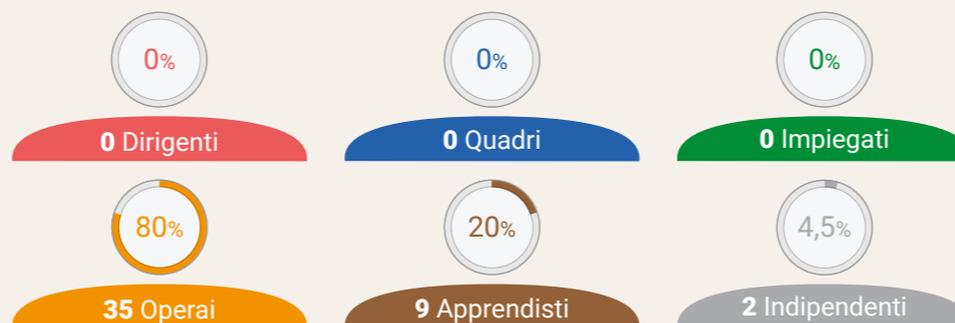 0% 0% 0%
0 Dirigenti 0 Quadri 0 Impiegati
80% 20% 4,5%
35 Operai 9 Apprendisti 2 Indipendenti